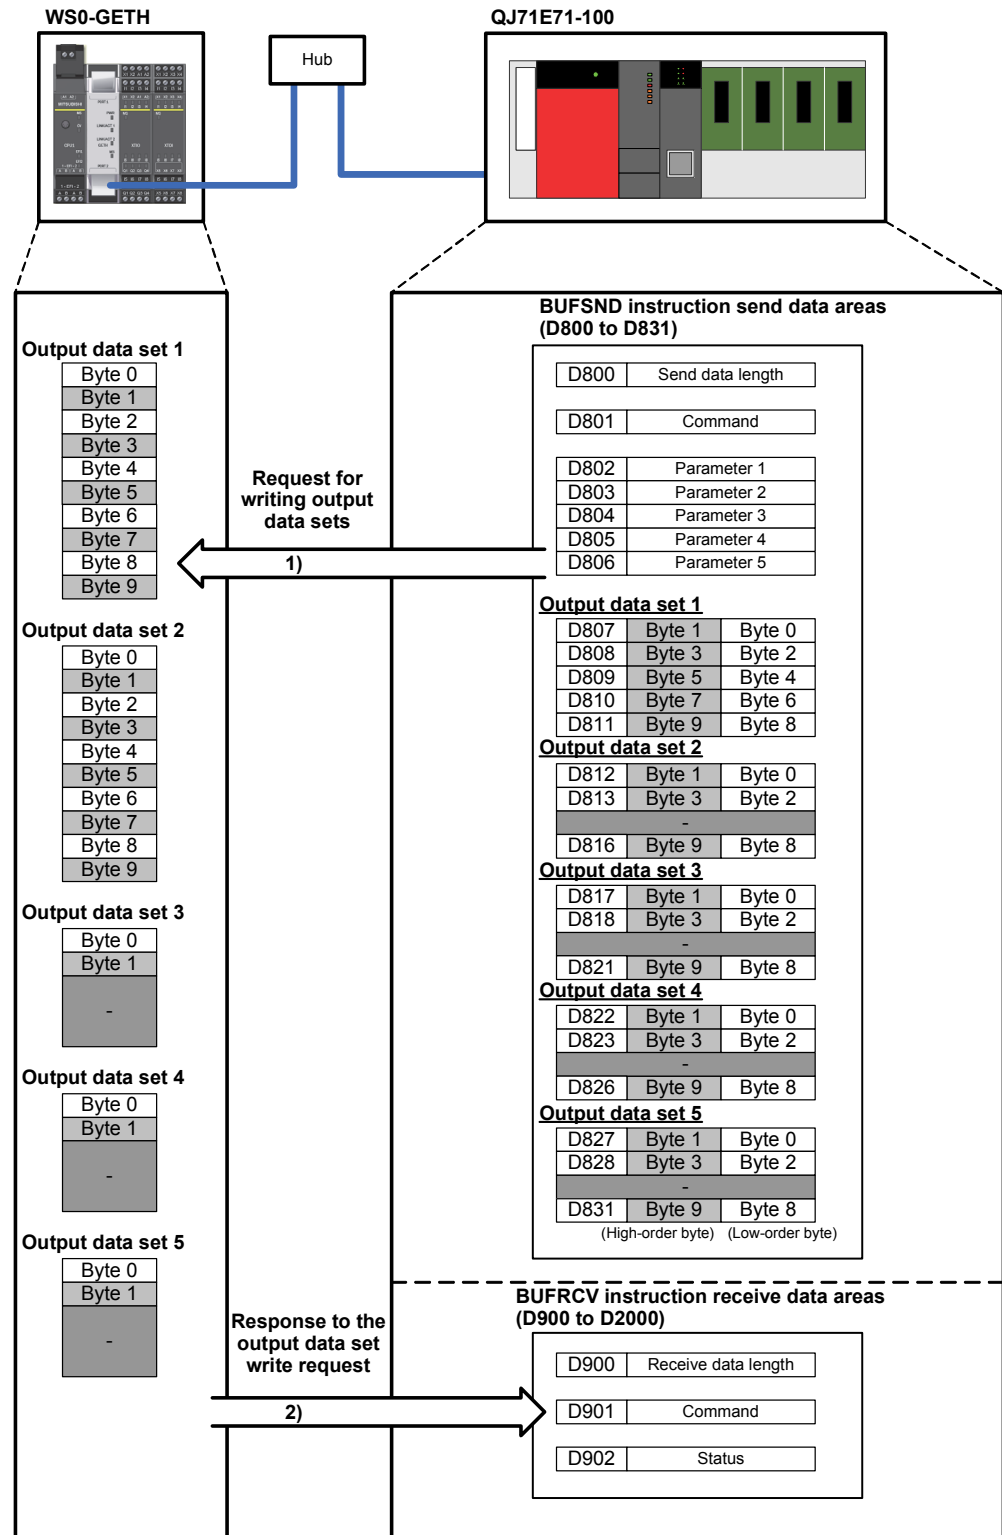 WS0-GETH
QJ71E71-100
Hub
BUFSND instruction send data areas
(D800 to D831)
Output data set 1
Byte 0
Byte 1
Byte 2
Byte 3
Byte 4
Byte 5
Byte 6
Byte 7
Byte 8
Byte 9
Output data set 2
Byte 0
Byte 1
Byte 2
Byte 3
Byte 4
Byte 5
Byte 6
Byte 7
Byte 8
Byte 9
Output data set 3
Byte 0
Byte 1
-
Output data set 4
Byte 0
Byte 1
-
Output data set 5
Byte 0
Byte 1
-
Request for
writing output
data sets
1)
D800 Send data length
D801 Command
D802 Parameter 1
D803 Parameter 2
D804 Parameter 3
D805 Parameter 4
D806 Parameter 5
Output data set 1
D807 Byte 1 Byte 0
D808 Byte 3 Byte 2
D809 Byte 5 Byte 4
D810 Byte 7 Byte 6
D811 Byte 9 Byte 8
Output data set 2
D812 Byte 1 Byte 0
D813 Byte 3 Byte 2
-
D816 Byte 9 Byte 8
Output data set 3
D817 Byte 1 Byte 0
D818 Byte 3 Byte 2
-
D821 Byte 9 Byte 8
Output data set 4
D822 Byte 1 Byte 0
D823 Byte 3 Byte 2
-
D826 Byte 9 Byte 8
Output data set 5
D827 Byte 1 Byte 0
D828 Byte 3 Byte 2
-
D831 Byte 9 Byte 8
(High-order byte) (Low-order byte)
Response to the
output data set
write request
2)
BUFRCV instruction receive data areas
(D900 to D2000)
D900 Receive data length
D901 Command
D902 Status